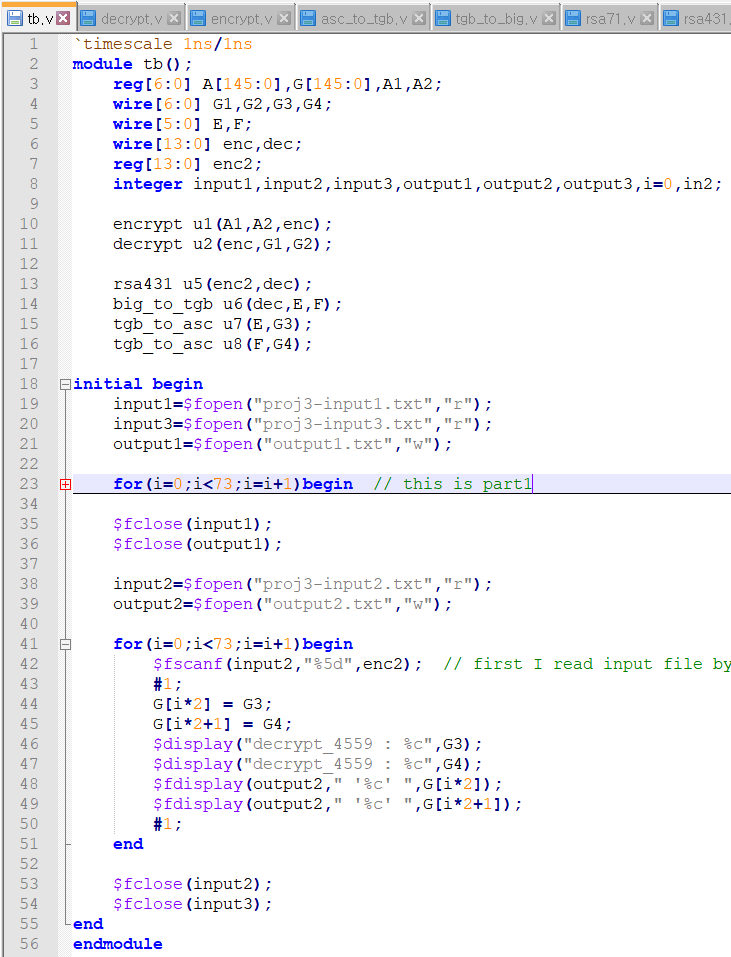 tb.v decrypt.v encrypt.v asc_to_tgb.v tgb_to_big.v rsa71.v rsa431.
1 `timescale 1ns/1ns
2 module tb();
3 reg[6:0] A[145:0],G[145:0],A1,A2;
4 wire[6:0] G1,G2,G3,G4;
5 wire[5:0] E,F;
6 wire[13:0] enc,dec;
7 reg[13:0] enc2;
8 integer input1,input2,input3,output1,output2,output3,i=0,in2;
9
10 encrypt u1(A1,A2,enc);
11 decrypt u2(enc,G1,G2);
12
13 rsa431 u5(enc2,dec);
14 big_to_tgb u6(dec,E,F);
15 tgb_to_asc u7(E,G3);
16 tgb_to_asc u8(F,G4);
17
18 initial begin
19 input1=$fopen("proj3-input1.txt","r");
20 input3=$fopen("proj3-input3.txt","r");
21 output1=$fopen("output1.txt","w");
22
23 for(i=0;i<73;i=i+1)begin // this is part1
34
35 $fclose(input1);
36 $fclose(output1);
37
38 input2=$fopen("proj3-input2.txt","r");
39 output2=$fopen("output2.txt","w");
40
41 for(i=0;i<73;i=i+1)begin
42 $fscanf(input2,"%5d",enc2); // first I read input file by
43 #1;
44 G[i*2] = G3;
45 G[i*2+1] = G4;
46 $display("decrypt_4559 : %c",G3);
47 $display("decrypt_4559 : %c",G4);
48 $fdisplay(output2," '%c' ",G[i*2]);
49 $fdisplay(output2," '%c' ",G[i*2+1]);
50 #1;
51 end
52
53 $fclose(input2);
54 $fclose(input3);
55 end
56 endmodule